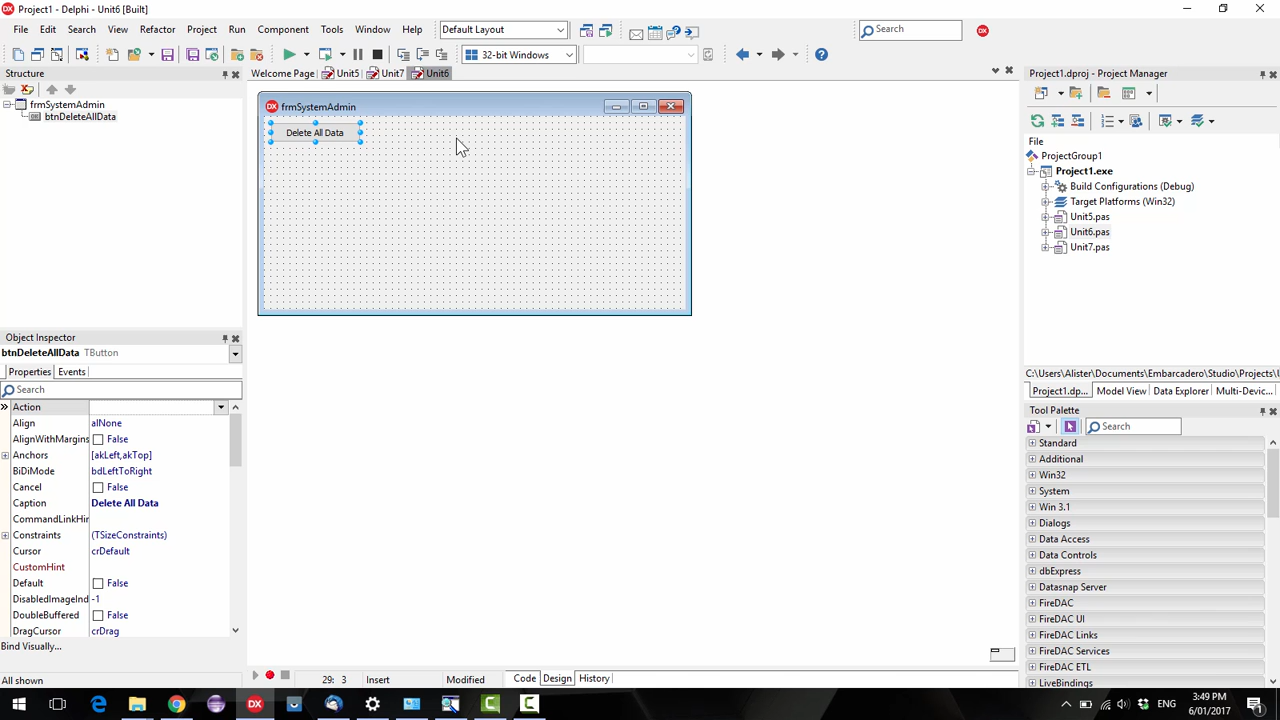 Project1 - Delphi - Unit6 [Built]
File Edit Search View Refactor Project Run Component Tools Window Help
Default Layout
Search
32-bit Windows
Structure
frmSystemAdmin
btnDeleteAllData
Welcome Page Unit5 Unit7 Unit6
frmSystemAdmin
Delete All Data
Project1.dproj - Project Manager
File
ProjectGroup1
Project1.exe
Build Configurations (Debug)
Target Platforms (Win32)
Unit5.pas
Unit6.pas
Unit7.pas
C:\Users\Alister\Documents\Embarcadero\Studio\Projects\U
Project1.dp... Model View Data Explorer Multi-Devic...
Object Inspector
btnDeleteAllData TButton
Properties Events
Search
Action
Align alNone
AlignWithMargins False
Anchors [akLeft,akTop]
BiDiMode bdLeftToRight
Cancel False
Caption Delete All Data
CommandLinkHin
Constraints (TSizeConstraints)
Cursor crDefault
CustomHint
Default False
DisabledImageInd -1
DoubleBuffered False
DragCursor crDrag
Bind Visually...
All shown
Tool Palette
Search
Standard
Additional
Win32
System
Win 3.1
Dialogs
Data Access
Data Controls
dbExpress
Datasnap Server
FireDAC
FireDAC UI
FireDAC Links
FireDAC Services
FireDAC ETL
LiveBindings
29: 3 Insert Modified Code Design History
3:49 PM
6/01/2017